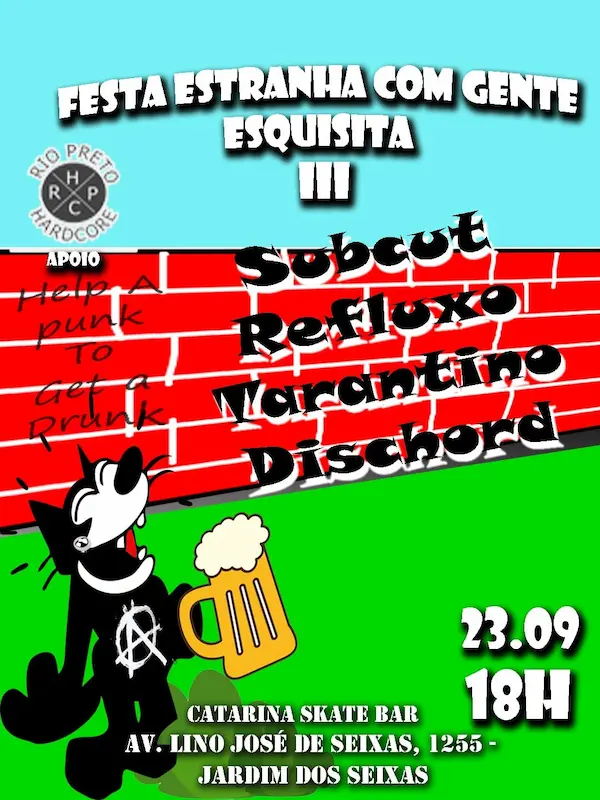 FESTA ESTRANHA COM GENTE
ESQUISITA
III
RIO PRETO
H
R P
C
HARDCORE
APOIO
Help A
punk
To
Get a
Drunk
Subcut
Refluxo
Tarantino
Dischord
23.09
18H
CATARINA SKATE BAR
AV. LINO JOSÉ DE SEIXAS, 1255 -
JARDIM DOS SEIXAS